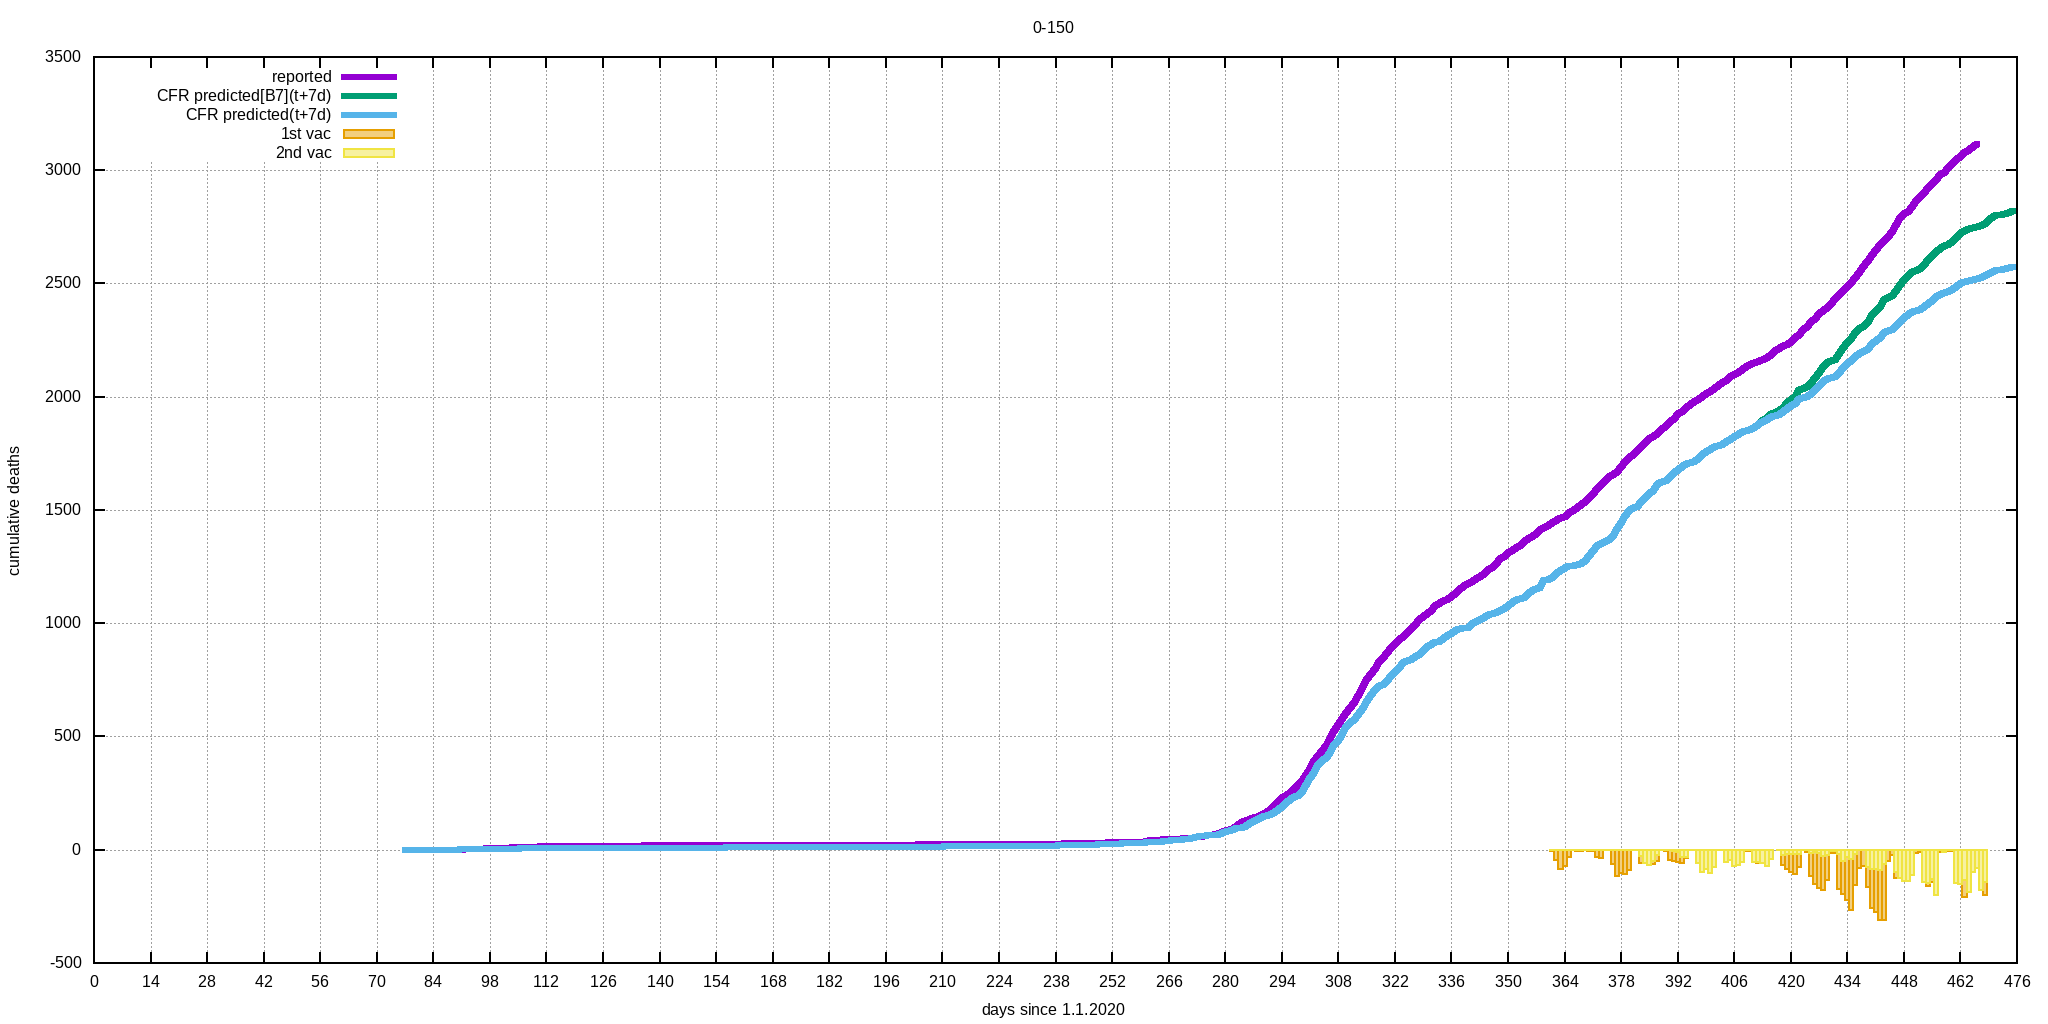 0-150
3500
3000
2500
2000
1500
1000
500
0
-500
reported
CFR predicted[B7](t+7d)
CFR predicted(t+7d)
1st vac
2nd vac
cumulative deaths
0 14 28 42 56 70 84 98 112 126 140 154 168 182 196 210 224 238 252 266 280 294 308 322 336 350 364 378 392 406 420 434 448 462 476
days since 1.1.2020